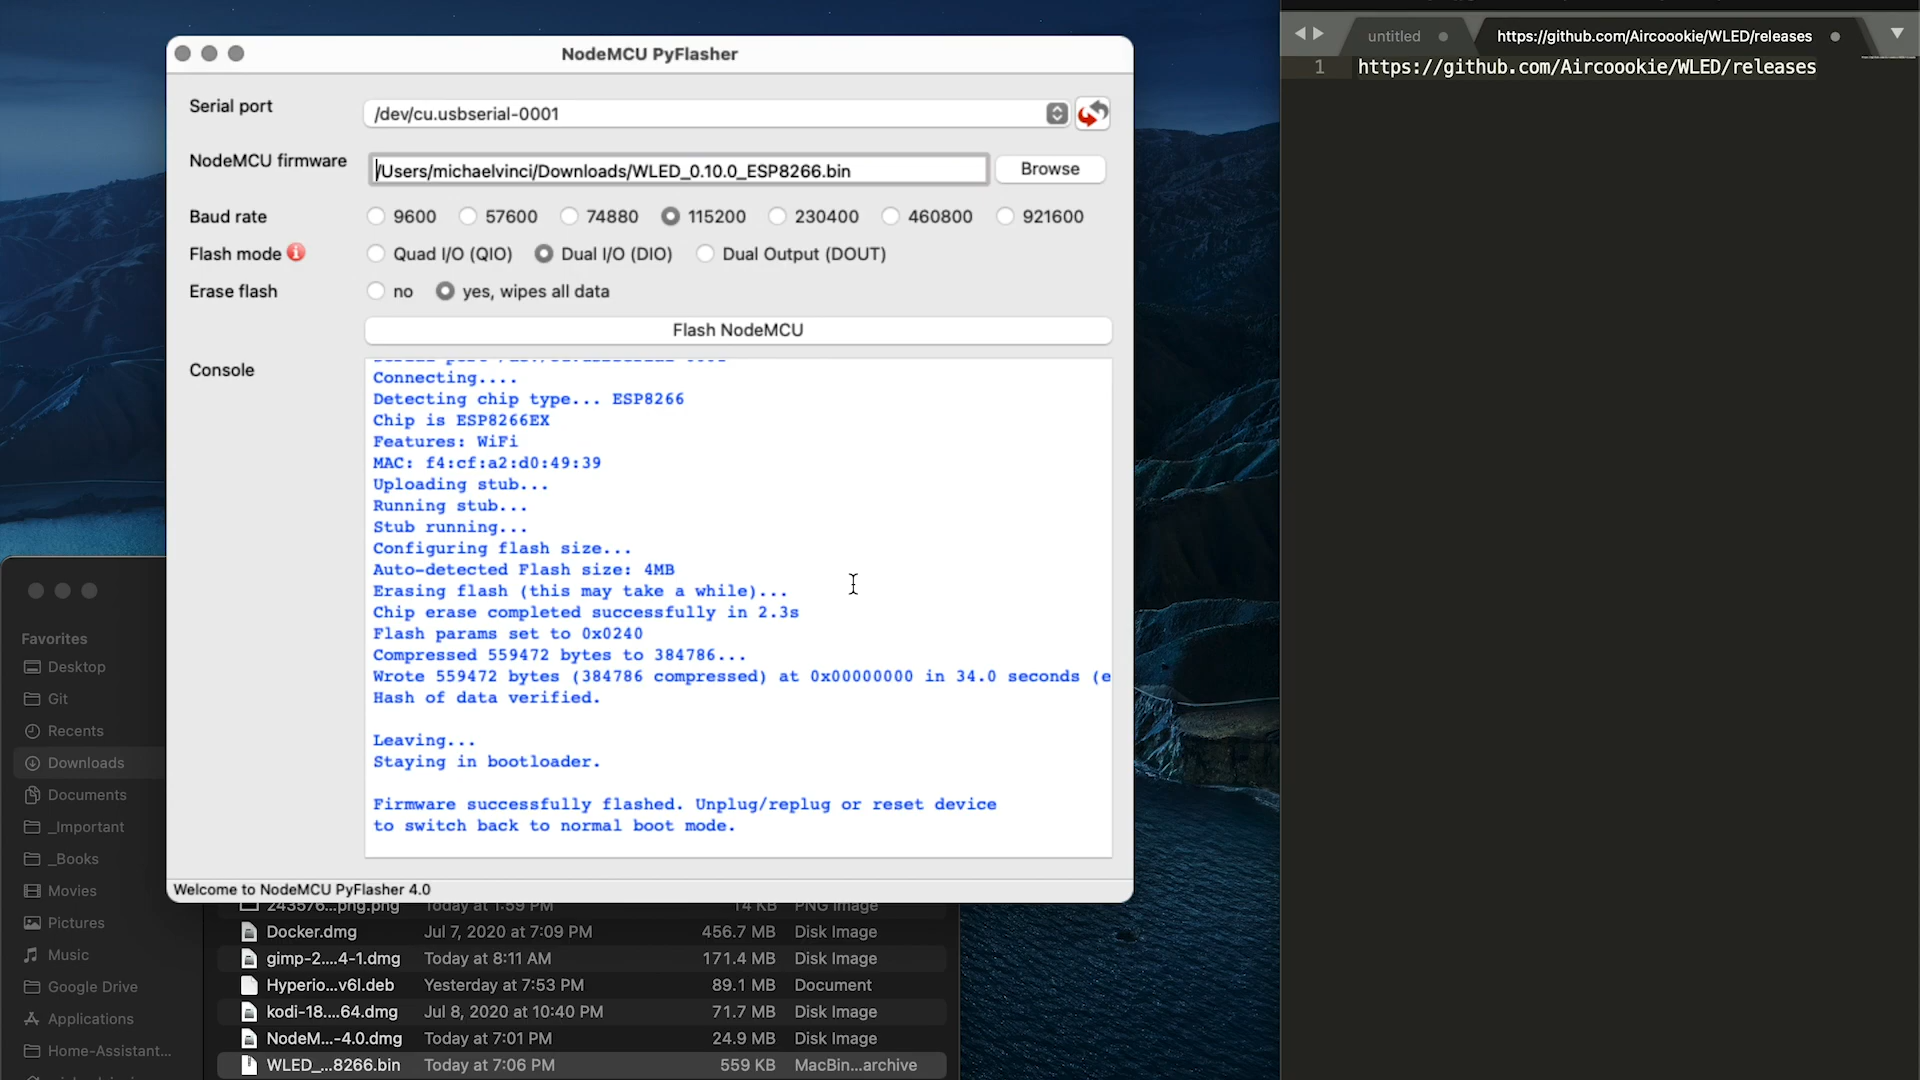 NodeMCU PyFlasher
Serial port
/dev/cu.usbserial-0001
NodeMCU firmware
/Users/michaelvinci/Downloads/WLED_0.10.0_ESP8266.bin
Browse
Baud rate
9600 57600 74880 115200 230400 460800 921600
Flash mode
Quad I/O (QIO) Dual I/O (DIO) Dual Output (DOUT)
Erase flash
no yes, wipes all data
Flash NodeMCU
Console
Connecting....
Detecting chip type... ESP8266
Chip is ESP8266EX
Features: WiFi
MAC: f4:cf:a2:d0:49:39
Uploading stub...
Running stub...
Stub running...
Configuring flash size...
Auto-detected Flash size: 4MB
Erasing flash (this may take a while)...
Chip erase completed successfully in 2.3s
Flash params set to 0x0240
Compressed 559472 bytes to 384786...
Wrote 559472 bytes (384786 compressed) at 0x00000000 in 34.0 seconds (e
Hash of data verified.
Leaving...
Staying in bootloader.
Firmware successfully flashed. Unplug/replug or reset device
to switch back to normal boot mode.
Welcome to NodeMCU PyFlasher 4.0
untitled
https://github.com/Aircoookie/WLED/releases
1 https://github.com/Aircoookie/WLED/releases
Favorites
Desktop
Git
Recents
Downloads
Documents
_Important
_Books
Movies
Pictures
Music
Google Drive
Applications
Home-Assistant...
243576...png.png Today at 1:59 PM 14 KB PNG image
Docker.dmg Jul 7, 2020 at 7:09 PM 456.7 MB Disk Image
gimp-2....4-1.dmg Today at 8:11 AM 171.4 MB Disk Image
Hyperio...v6l.deb Yesterday at 7:53 PM 89.1 MB Document
kodi-18....64.dmg Jul 8, 2020 at 10:40 PM 71.7 MB Disk Image
NodeM...-4.0.dmg Today at 7:01 PM 24.9 MB Disk Image
WLED_...8266.bin Today at 7:06 PM 559 KB MacBin...archive